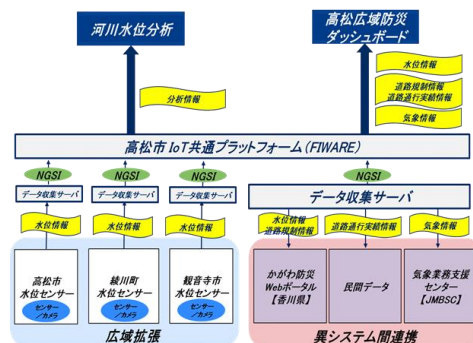 河川水位分析
高松広域防災
ダッシュボード
分析情報
水位情報
道路規制情報
道路通行実績情報
気象情報
高松市 IoT共通プラットフォーム(FIWARE)
NGSI
NGSI
NGSI
NGSI
データ収集サーバ
データ収集サーバ
データ収集サーバ
データ収集サーバ
水位情報
水位情報
水位情報
水位情報
道路規制情報
道路通行実績情報
気象情報
高松市
水位センサー
センサー
／カメラ
綾川町
水位センサー
センサー
／カメラ
観音寺市
水位センサー
センサー
／カメラ
かがわ防災
Webポータル
【香川県】
民間データ
気象業務支援
センター
【JMBSC】
広域拡張
異システム間連携